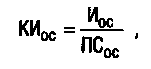 КИос = Иос / ПСос ,